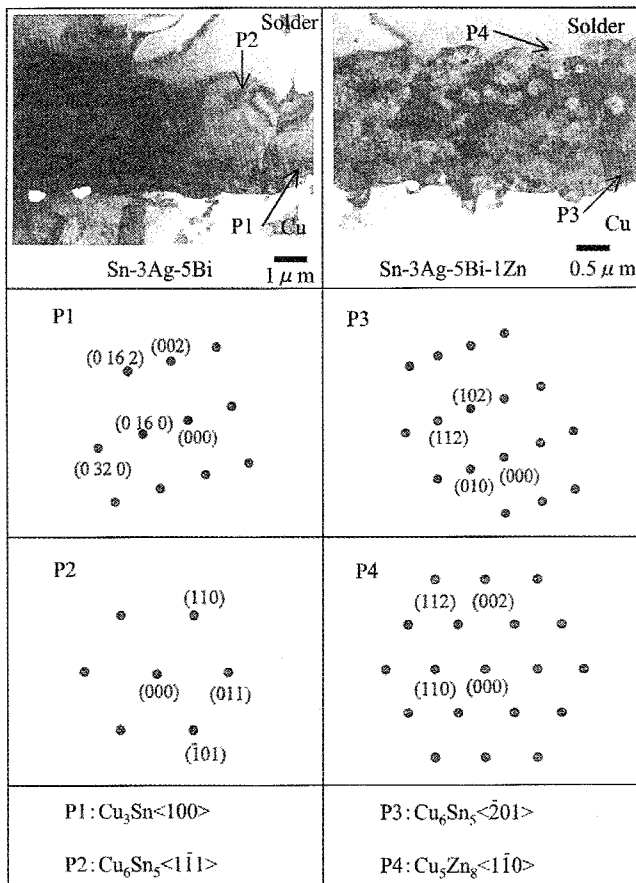 Solder
P2
P1
Cu
Sn-3Ag-5Bi
1 μm
P4
Solder
P3
Cu
Sn-3Ag-5Bi-1Zn
0.5 μm
P1
(0 16 2)
(002)
(0 16 0)
(000)
(0 32 0)
P3
(102)
(112)
(010)
(000)
P2
(110)
(000)
(011)
(1̄01)
P4
(112)
(002)
(110)
(000)
P1:Cu₃Sn<100>
P2:Cu₆Sn₅<11̄1>
P3:Cu₆Sn₅<2̄01>
P4:Cu₅Zn₈<11̄0>